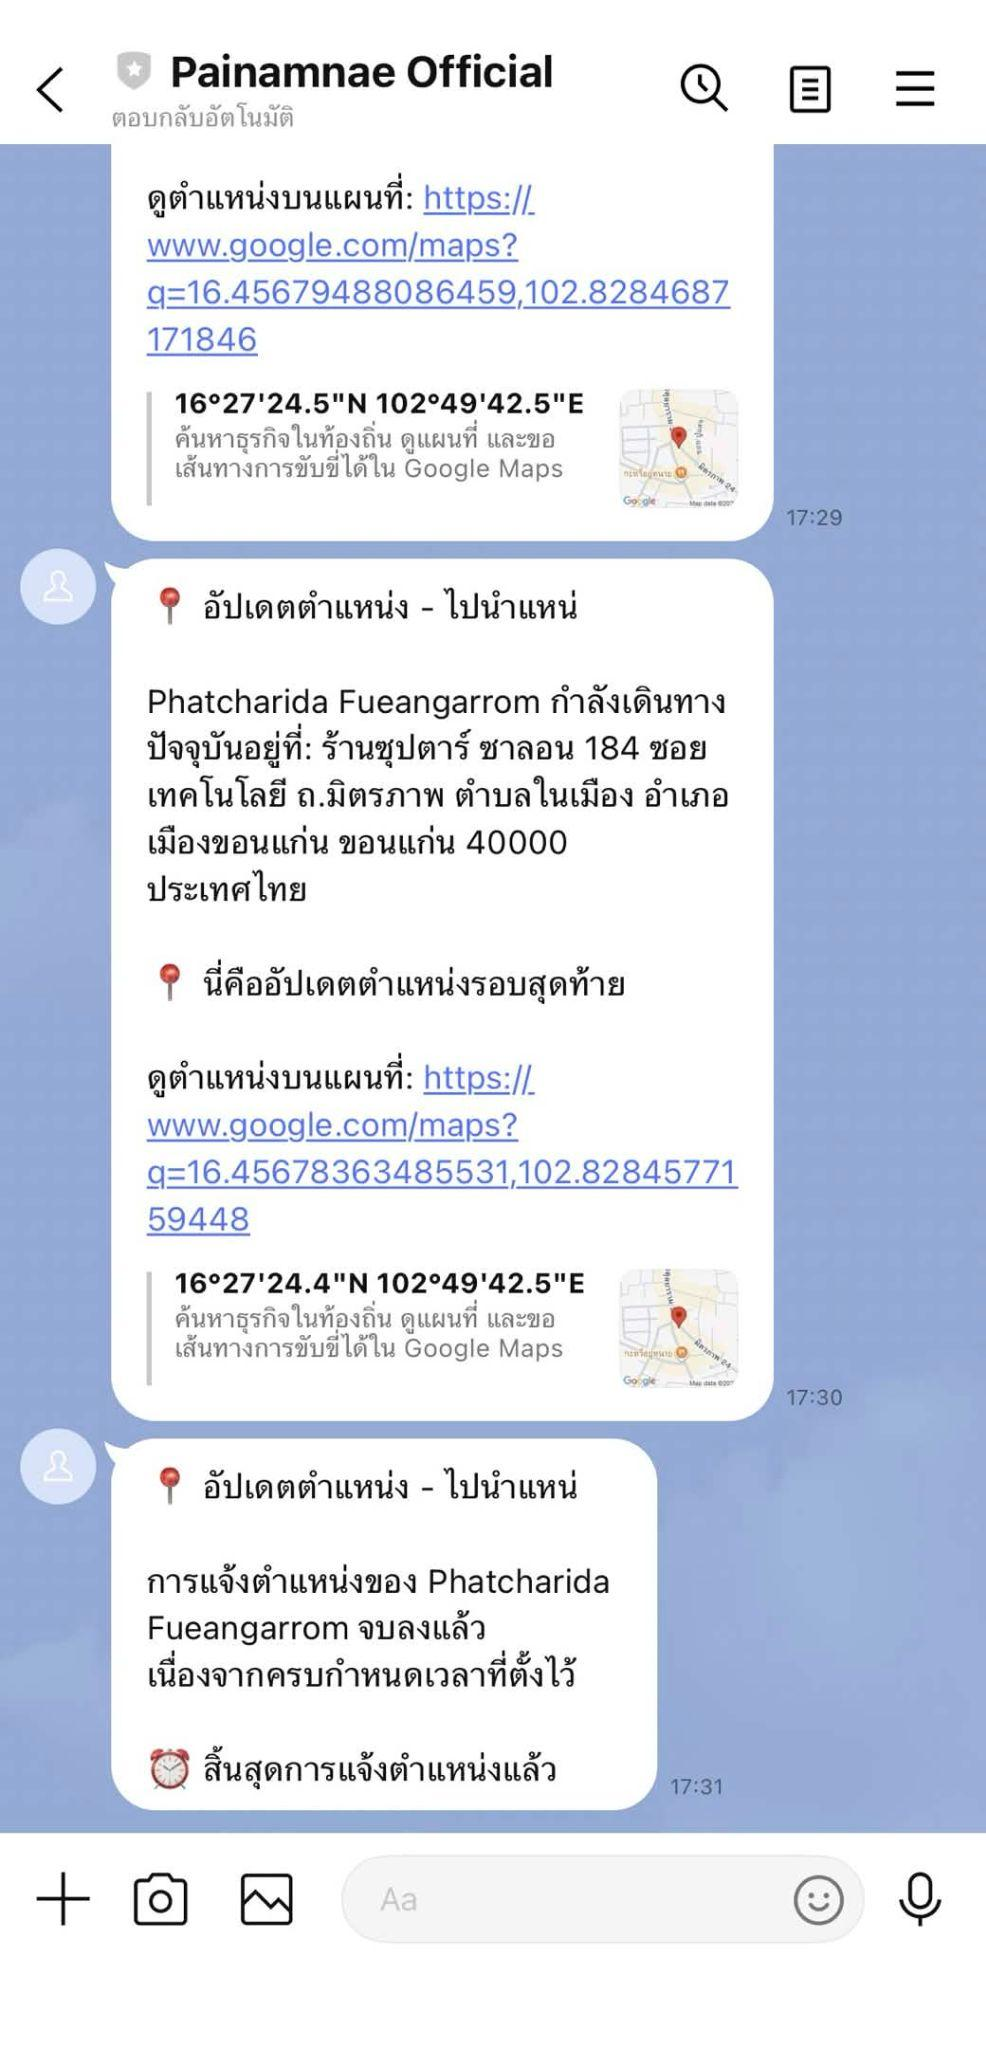 Painamnae Official
ตอบกลับอัตโนมัติ
ดูตำแหน่งบนแผนที่: https://
www.google.com/maps?
q=16.45679488086459,102.8284687
171846
16°27'24.5"N 102°49'42.5"E
ค้นหาธุรกิจในท้องถิ่น ดูแผนที่ และขอ
เส้นทางการขับขี่ได้ใน Google Maps
Google
17:29
อัปเดตตำแหน่ง - ไปนำแหน่
Phatcharida Fueangarrom กำลังเดินทาง
ปัจจุบันอยู่ที่: ร้านซุปตาร์ ซาลอน 184 ซอย
เทคโนโลยี ถ.มิตรภาพ ตำบลในเมือง อำเภอ
เมืองขอนแก่น ขอนแก่น 40000
ประเทศไทย
นี่คืออัปเดตตำแหน่งรอบสุดท้าย
ดูตำแหน่งบนแผนที่: https://
www.google.com/maps?
q=16.45678363485531,102.82845771
59448
16°27'24.4"N 102°49'42.5"E
ค้นหาธุรกิจในท้องถิ่น ดูแผนที่ และขอ
เส้นทางการขับขี่ได้ใน Google Maps
Google
17:30
อัปเดตตำแหน่ง - ไปนำแหน่
การแจ้งตำแหน่งของ Phatcharida
Fueangarrom จบลงแล้ว
เนื่องจากครบกำหนดเวลาที่ตั้งไว้
สิ้นสุดการแจ้งตำแหน่งแล้ว
17:31
Aa